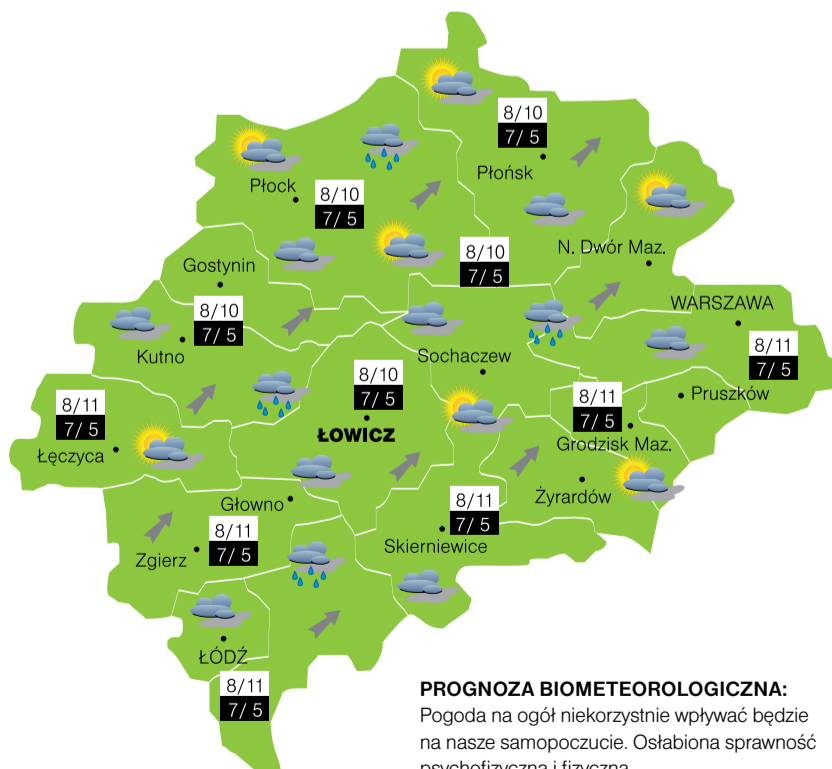 8/10
7/ 5
Płońsk
Płock
8/10
7/ 5
N. Dwór Maz.
8/10
7/ 5
Gostynin
8/10
7/ 5
Kutno
WARSZAWA
8/11
7/ 5
Sochaczew
8/10
7/ 5
ŁOWICZ
Pruszków
8/11
7/ 5
Grodzisk Maz.
8/11
7/ 5
Łęczyca
Żyrardów
Głowno
8/11
7/ 5
Skierniewice
8/11
7/ 5
Zgierz
ŁÓDŹ
8/11
7/ 5
PROGNOZA BIOMETEOROLOGICZNA:
Pogoda na ogół niekorzystnie wpływać będzie
na nasze samopoczucie. Osłabiona sprawność
psychofizyczna i fizyczna